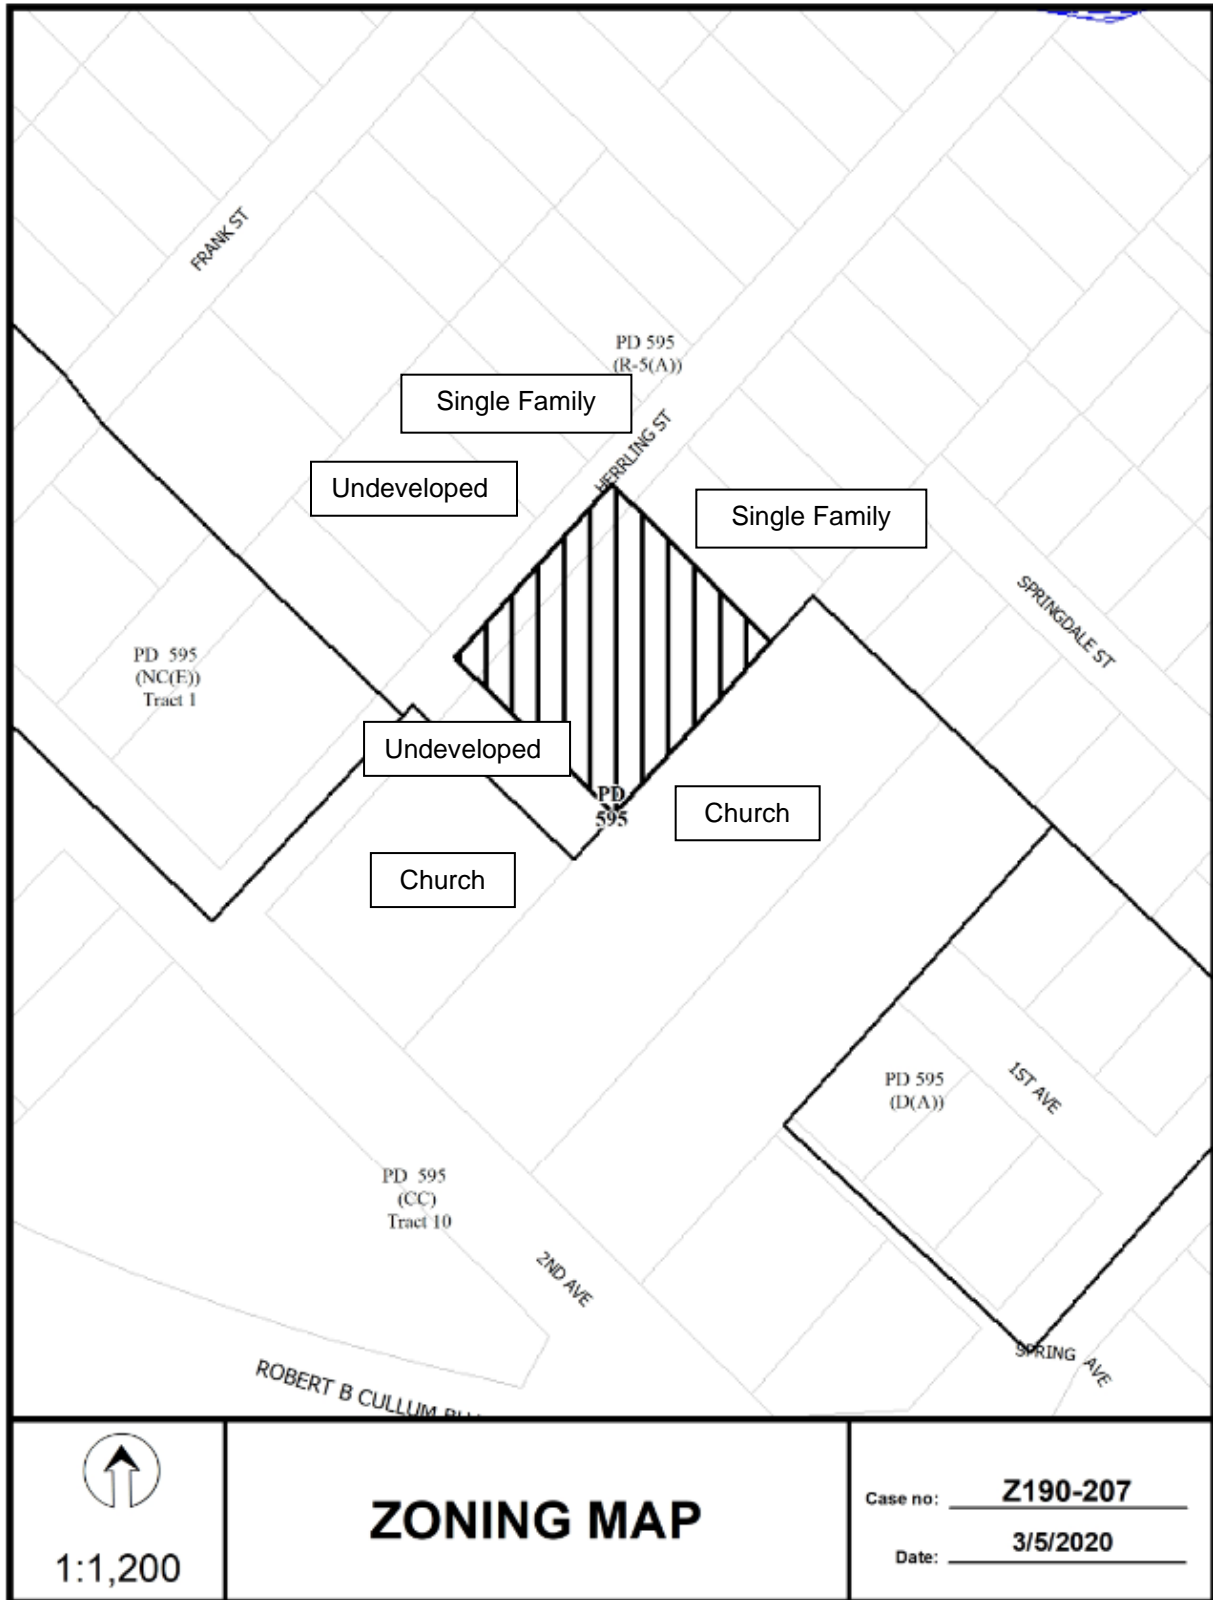 FRANK ST
PD 595
(R-5(A))
Single Family
HERRLING ST
Undeveloped
Single Family
SPRINGDALE ST
PD 595
(NC(E))
Tract 1
Undeveloped
PD
595
Church
Church
PD 595
(D(A))
1ST AVE
PD 595
(CC)
Tract 10
2ND AVE
SPRING AVE
ROBERT B CULLUM
1:1,200
ZONING MAP
Case no: Z190-207
Date: 3/5/2020